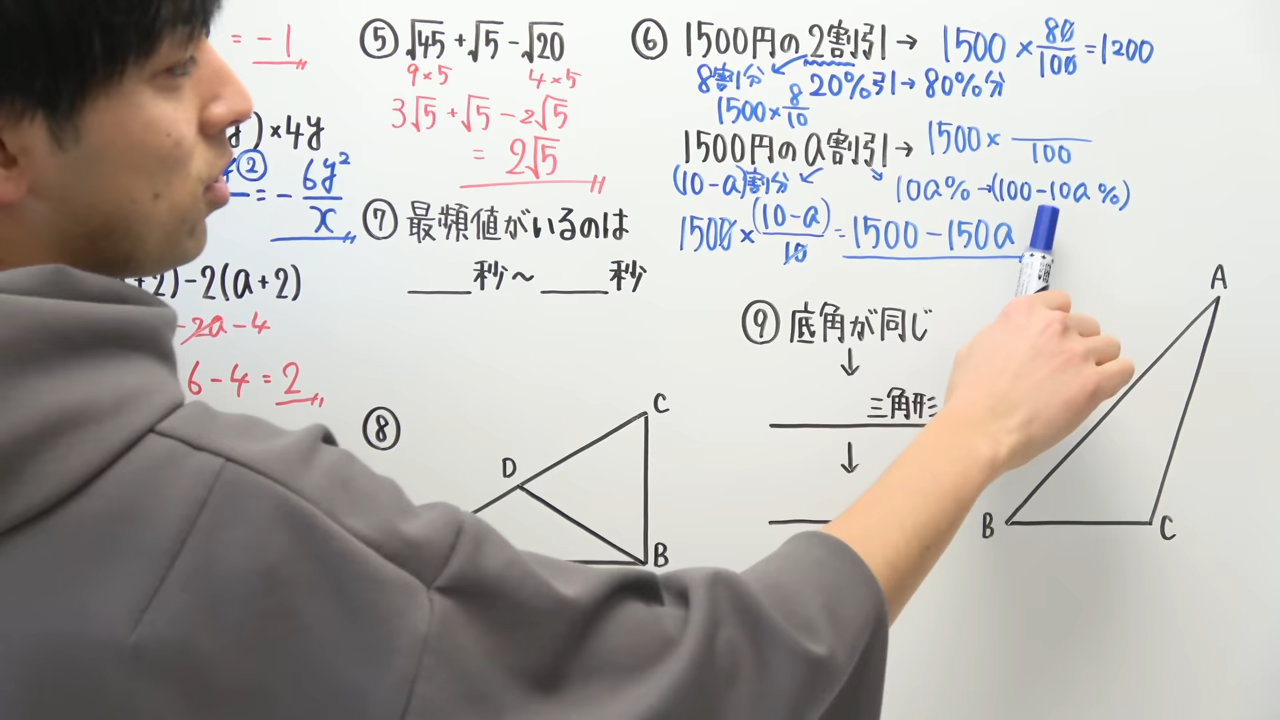 = -1
)×4y
②
= - 6y²/x
+2)-2(a+2)
-2a-4
6-4=2
⑤ √45+√5-√20
9×5 4×5
3√5+√5-2√5
= 2√5
⑦ 最頻値がいるのは
___秒~___秒
⑧
D
C
B
⑥ 1500円の2割引→ 1500×80/100=1200
8割分 20%引→80%分
1500×8/10
1500円のa割引→ 1500× /100
(10-a)割分 10a%→(100-10a%)
1500×(10-a)/10=1500-150a
⑨ 底角が同じ
↓
三角形
↓
A
B
C